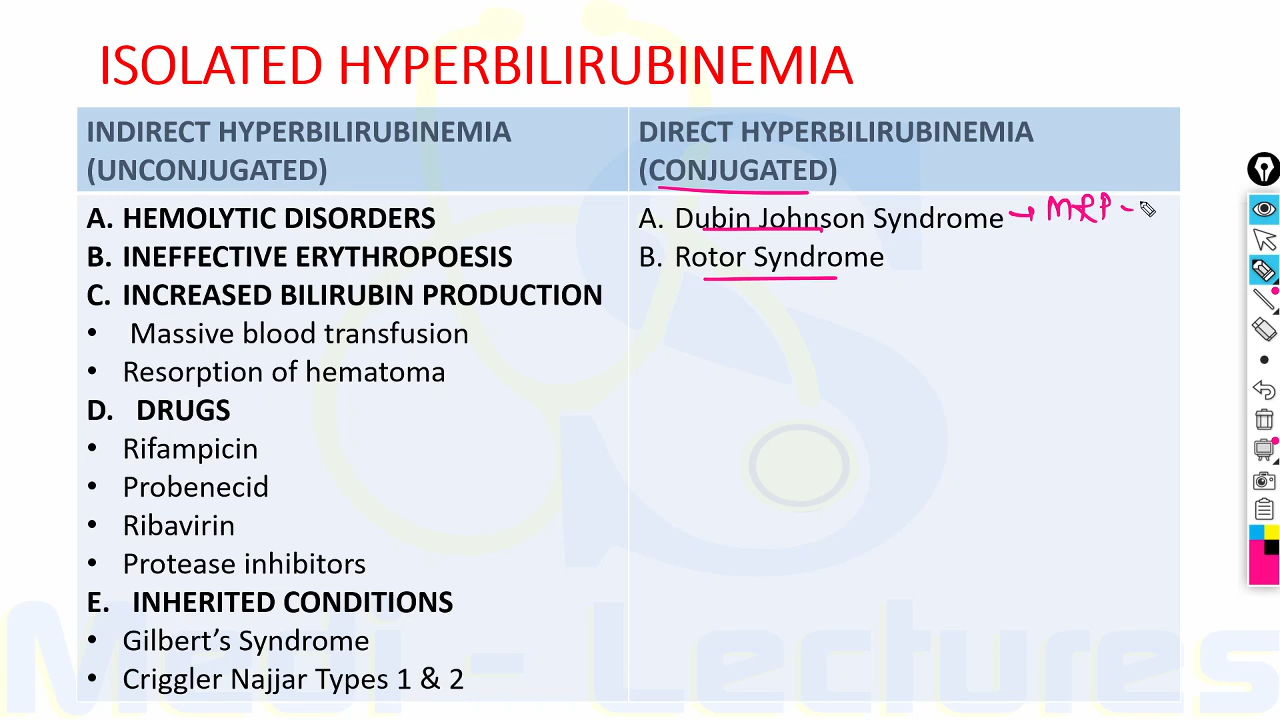 ISOLATED HYPERBILIRUBINEMIA
INDIRECT HYPERBILIRUBINEMIA
(UNCONJUGATED)
DIRECT HYPERBILIRUBINEMIA
(CONJUGATED)
A. HEMOLYTIC DISORDERS
B. INEFFECTIVE ERYTHROPOESIS
C. INCREASED BILIRUBIN PRODUCTION
• Massive blood transfusion
• Resorption of hematoma
D. DRUGS
• Rifampicin
• Probenecid
• Ribavirin
• Protease inhibitors
E. INHERITED CONDITIONS
• Gilbert’s Syndrome
• Criggler Najjar Types 1 & 2
A. Dubin Johnson Syndrome → MRP -
B. Rotor Syndrome
Medi - Lectures